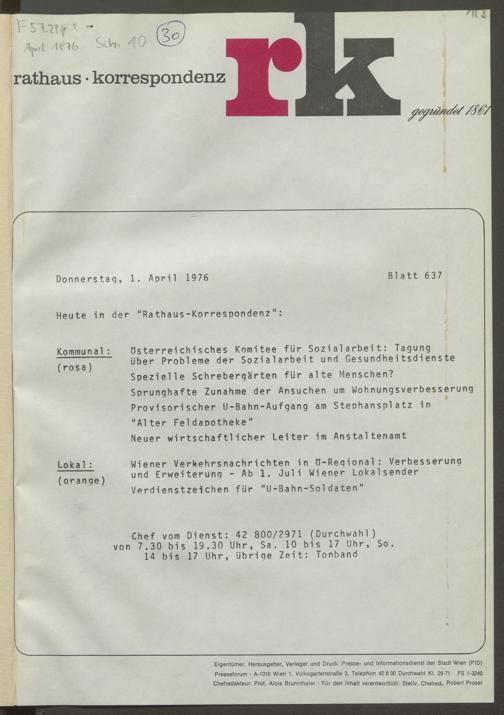 April 1976 Sch. 10 30
rathaus · korrespondenz rk
gegründet 1861
Donnerstag, 1. April 1976 Blatt 637
Heute in der "Rathaus-Korrespondenz":
Kommunal: Österreichisches Komitee für Sozialarbeit: Tagung
(rosa) über Probleme der Sozialarbeit und Gesundheitsdienste
Spezielle Schrebergärten für alte Menschen?
Sprunghafte Zunahme der Ansuchen um Wohnungsverbesserung
Provisorischer U-Bahn-Aufgang am Stephansplatz in
"Alter Feldapotheke"
Neuer wirtschaftlicher Leiter im Anstaltenamt
Lokal: Wiener Verkehrsnachrichten in Ö-Regional: Verbesserung
(orange) und Erweiterung - Ab 1. Juli Wiener Lokalsender
Verdienstzeichen für "U-Bahn-Soldaten"
Chef vom Dienst: 42 800/2971 (Durchwahl)
von 7.30 bis 19.30 Uhr, Sa. 10 bis 17 Uhr, So.
14 bis 17 Uhr, übrige Zeit: Tonband
Eigentümer, Herausgeber, Verleger und Druck: Presse- und Informationsdienst der Stadt Wien (PID)
Presseforum · A-1016 Wien 1, Volksgartenstraße 3, Telephon 42 8 00 Durchwahl Kl. 29 71 FS 1-3240
Chefredakteur: Prof. Alois Brunnthaler · Für den Inhalt verantwortlich: Stellv. Chefred. Robert Prosel